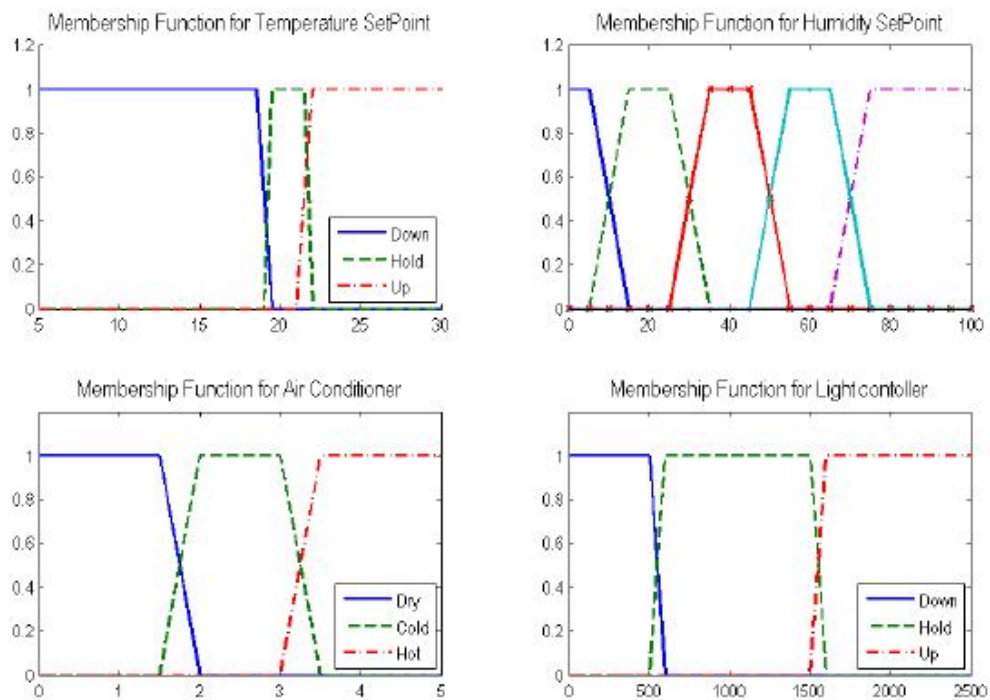 Membership Function for Temperature SetPoint
1.2
1
0.8
0.6
0.4
0.2
0
5 10 15 20 25 30
Down
Hold
Up
Membership Function for Humidity SetPoint
1.2
1
0.8
0.6
0.4
0.2
0
0 20 40 60 80 100
Membership Function for Air Conditioner
1
0.8
0.6
0.4
0.2
0
0 1 2 3 4 5
Dry
Cold
Hot
Membership Function for Light contoller
1
0.8
0.6
0.4
0.2
0
0 500 1000 1500 2000 2500
Down
Hold
Up